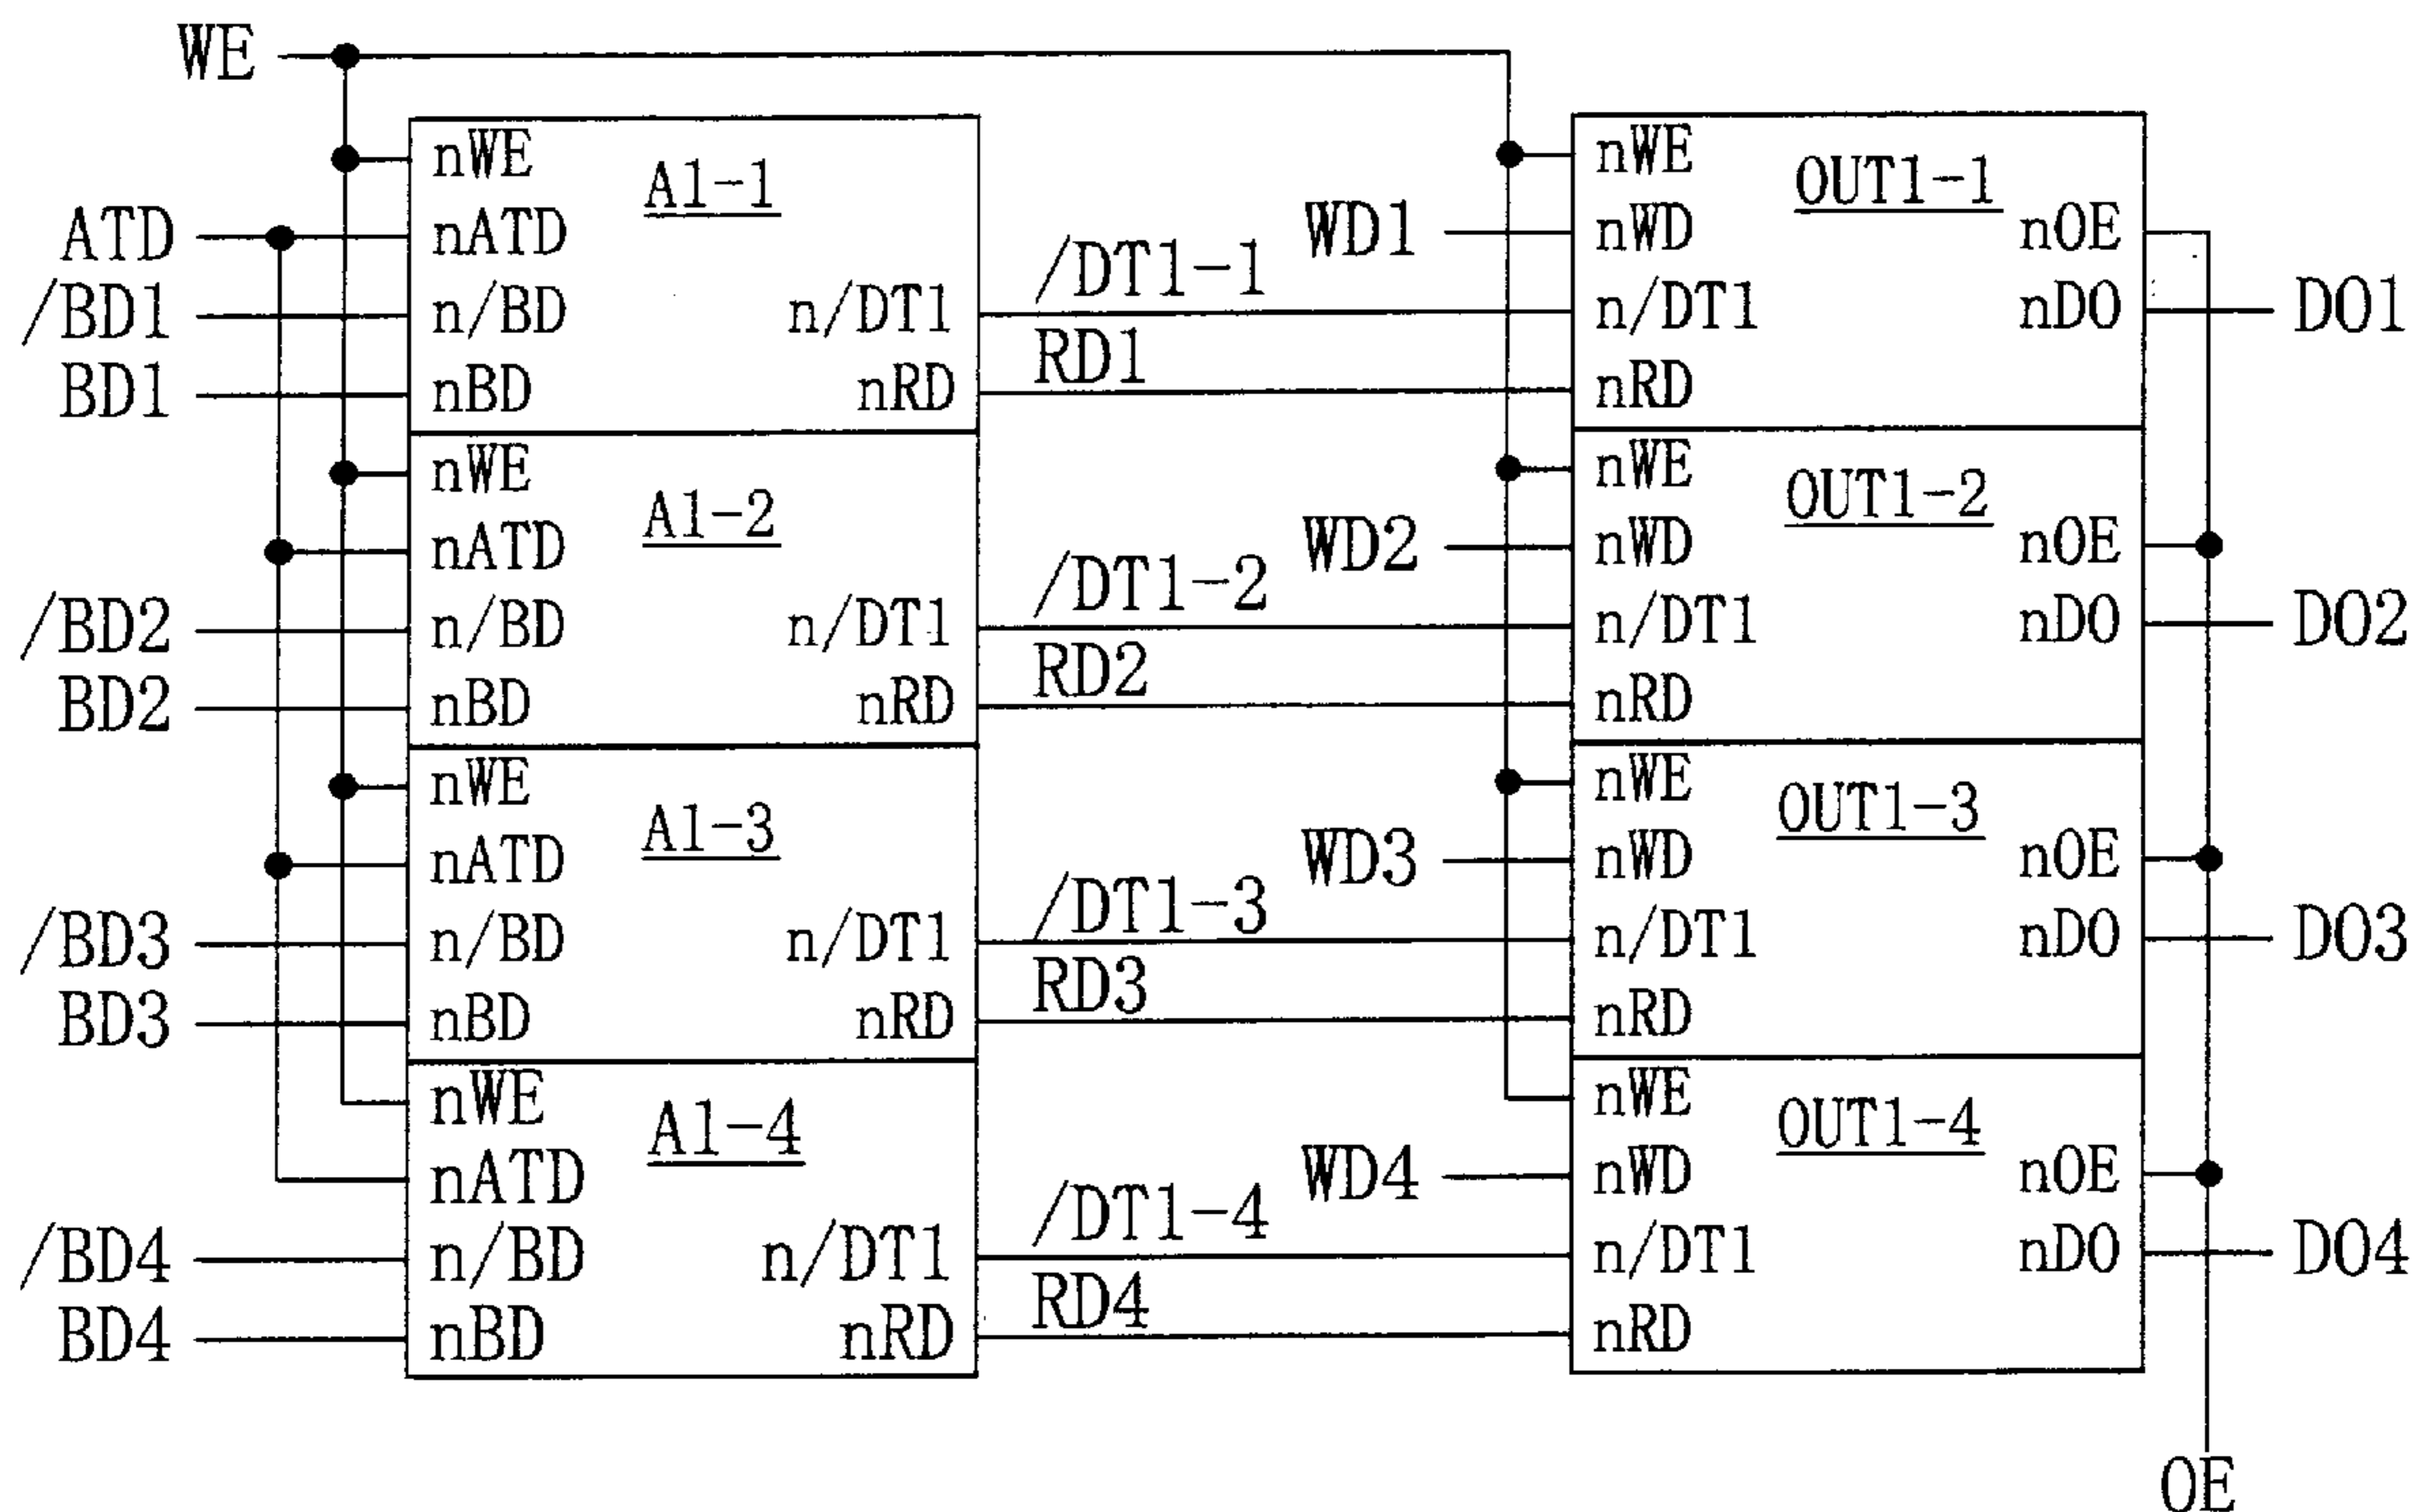 WE
nWE
A1-1
nWE
OUT1-1
ATD
nATD
WD1
nWD
nOE
/BD1
n/BD
n/DT1
/DT1-1
n/DT1
nDO
DO1
BD1
nBD
nRD
RD1
nRD
nWE
A1-2
nWE
OUT1-2
nATD
WD2
nWD
nOE
/BD2
n/BD
n/DT1
/DT1-2
n/DT1
nDO
DO2
BD2
nBD
nRD
RD2
nRD
nWE
A1-3
nWE
OUT1-3
nATD
WD3
nWD
nOE
/BD3
n/BD
n/DT1
/DT1-3
n/DT1
nDO
DO3
BD3
nBD
nRD
RD3
nRD
nWE
A1-4
nWE
OUT1-4
nATD
WD4
nWD
nOE
/BD4
n/BD
n/DT1
/DT1-4
n/DT1
nDO
DO4
BD4
nBD
nRD
RD4
nRD
OE